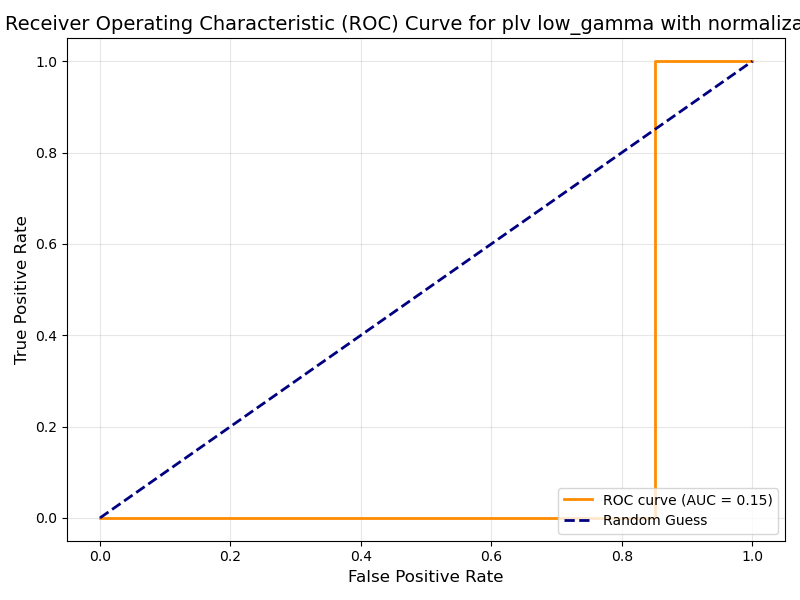 Receiver Operating Characteristic (ROC) Curve for plv low_gamma with normaliza
1.0
0.8
0.6
0.4
0.2
0.0
True Positive Rate
0.0 0.2 0.4 0.6 0.8 1.0
False Positive Rate
ROC curve (AUC = 0.15)
Random Guess